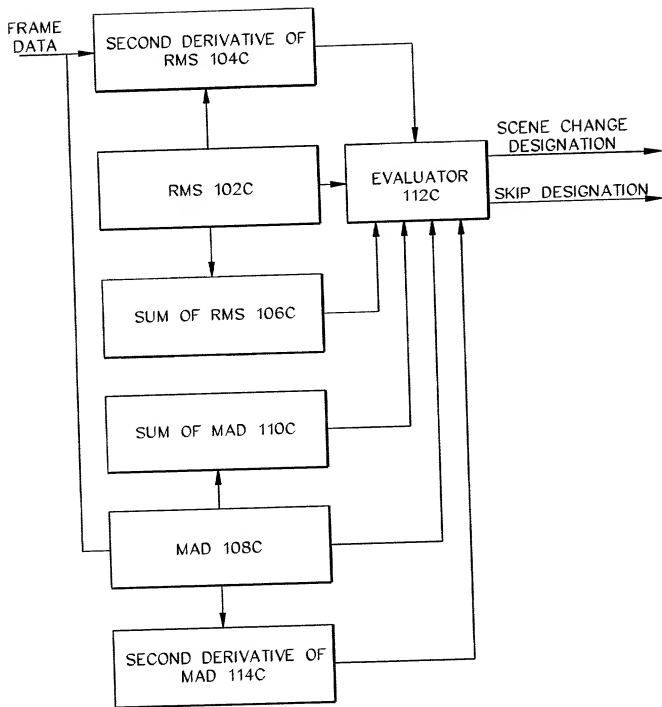 FRAME
DATA
SECOND DERIVATIVE OF
RMS 104C
RMS 102C
EVALUATOR
112C
SCENE CHANGE
DESIGNATION
SKIP DESIGNATION
SUM OF RMS 106C
SUM OF MAD 110C
MAD 108C
SECOND DERIVATIVE OF
MAD 114C